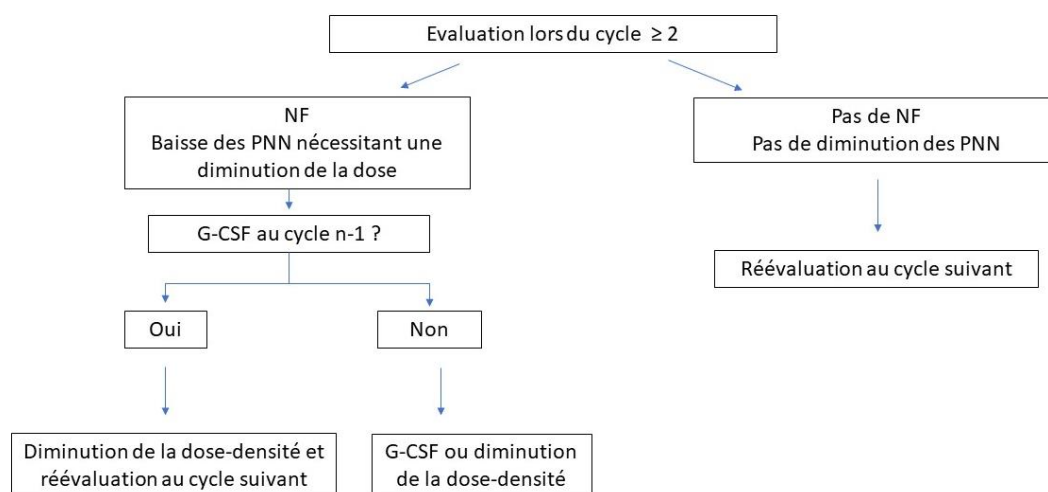 Evaluation lors du cycle ≥ 2
NF
Baisse des PNN nécessitant une
diminution de la dose
Pas de NF
Pas de diminution des PNN
G-CSF au cycle n-1 ?
Réévaluation au cycle suivant
Oui
Non
Diminution de la dose-densité et
réévaluation au cycle suivant
G-CSF ou diminution
de la dose-densité